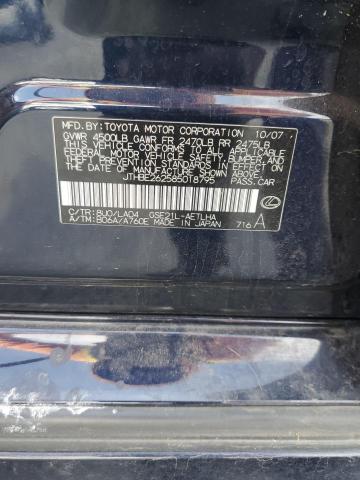 MFD.BY:TOYOTA MOTOR CORPORATION 10/07
GVWR 4500LB GAWR FR 2470LB RR 2475LB
THIS VEHICLE CONFORMS TO ALL APPLICABLE
FEDERAL MOTOR VEHICLE SAFETY, BUMPER, AND
THEFT PREVENTION STANDARDS IN EFFECT ON
THE DATE OF MANUFACTURE SHOWN ABOVE.
JTHBE262585018795 PASS.CAR
C/TR:8U0/LA04 GSE21L-AETLHA
A/TM:B06A/A760E MADE IN JAPAN 716 A